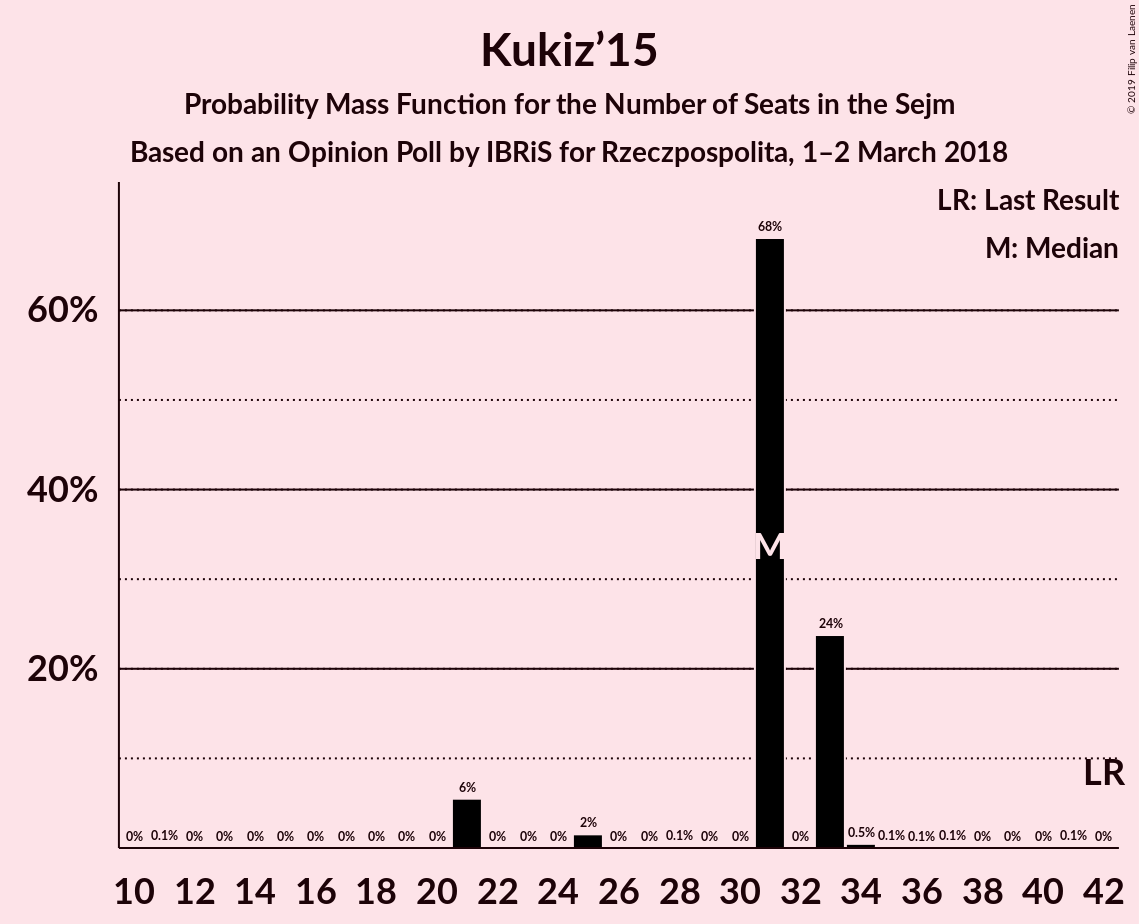 Kukiz’15
Probability Mass Function for the Number of Seats in the Sejm
Based on an Opinion Poll by IBRiS for Rzeczpospolita, 1–2 March 2018
© 2019 Filip van Laenen
LR: Last Result
M: Median
68%
60%
40%
M
24%
20%
LR
6%
2%
0% 0.1% 0% 0% 0% 0% 0% 0% 0% 0% 0% 0% 0% 0% 0% 0% 0.1% 0% 0% 0% 0.5% 0.1% 0.1% 0.1% 0% 0% 0% 0.1% 0%
10 12 14 16 18 20 22 24 26 28 30 32 34 36 38 40 42